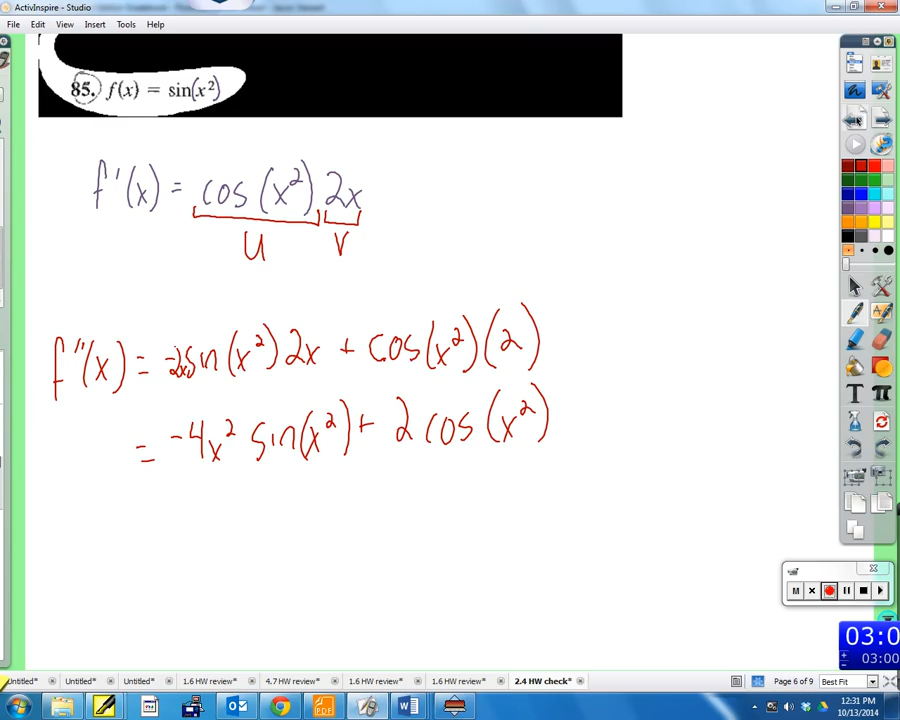 ActivInspire - Studio
File Edit View Insert Tools Help
85. f(x) = sin(x²)
f'(x) = cos(x²) 2x
u v
f''(x) = -2x sin(x²) 2x + cos(x²)(2)
= -4x² sin(x²) + 2 cos(x²)
M
03:0
03:00
Untitled* Untitled* Untitled* 1.6 HW review* 4.7 HW review* 1.6 HW review* 1.6 HW review* 2.4 HW check* Page 6 of 9 Best Fit
12:31 PM
10/13/2014